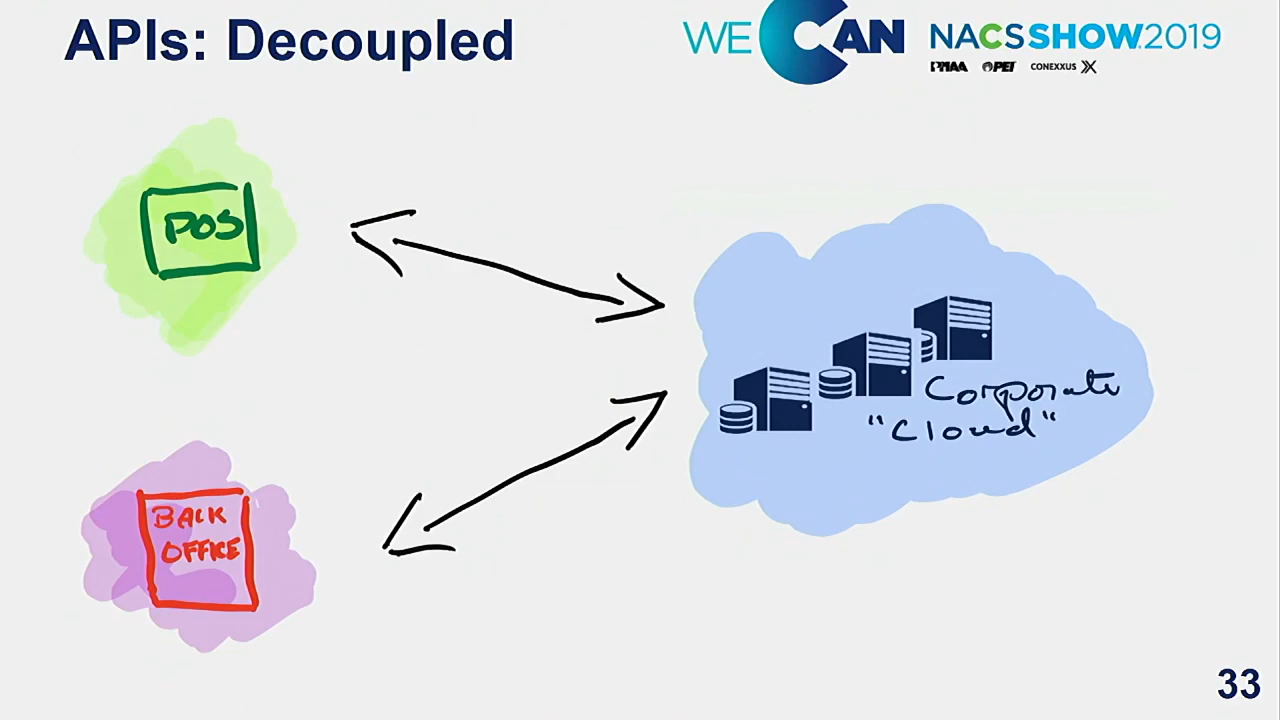 APIs: Decoupled
WE CAN NACS SHOW 2019
PMAA PEI CONEXXUS
POS
Corporate
"Cloud"
BACK
OFFICE
33